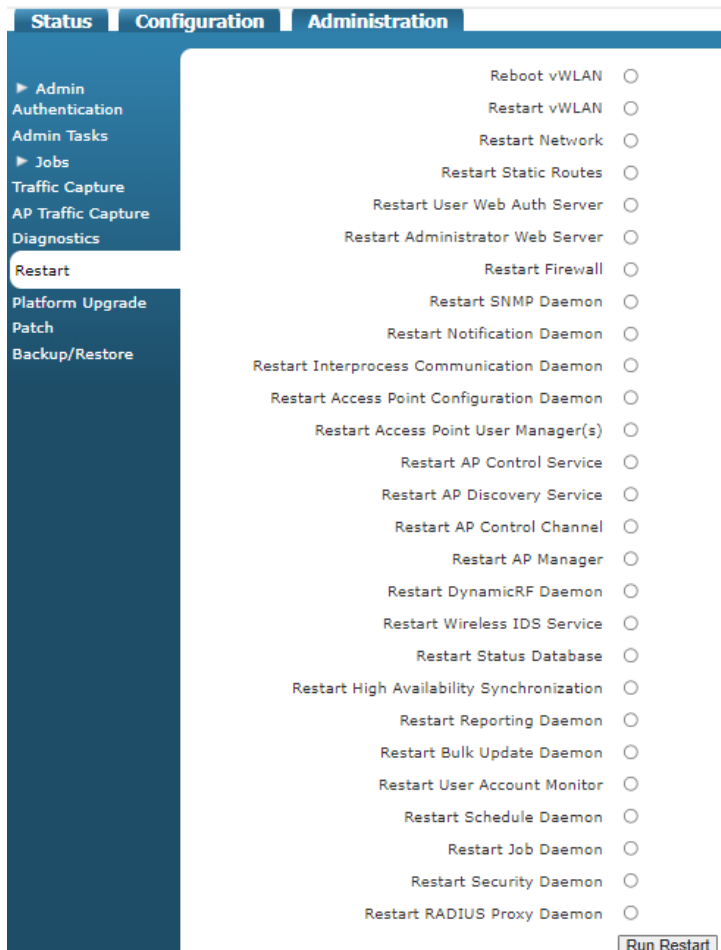 Status Configuration Administration
► Admin
Authentication
Admin Tasks
► Jobs
Traffic Capture
AP Traffic Capture
Diagnostics
Restart
Platform Upgrade
Patch
Backup/Restore
Reboot vWLAN
Restart vWLAN
Restart Network
Restart Static Routes
Restart User Web Auth Server
Restart Administrator Web Server
Restart Firewall
Restart SNMP Daemon
Restart Notification Daemon
Restart Interprocess Communication Daemon
Restart Access Point Configuration Daemon
Restart Access Point User Manager(s)
Restart AP Control Service
Restart AP Discovery Service
Restart AP Control Channel
Restart AP Manager
Restart DynamicRF Daemon
Restart Wireless IDS Service
Restart Status Database
Restart High Availability Synchronization
Restart Reporting Daemon
Restart Bulk Update Daemon
Restart User Account Monitor
Restart Schedule Daemon
Restart Job Daemon
Restart Security Daemon
Restart RADIUS Proxy Daemon
Run Restart